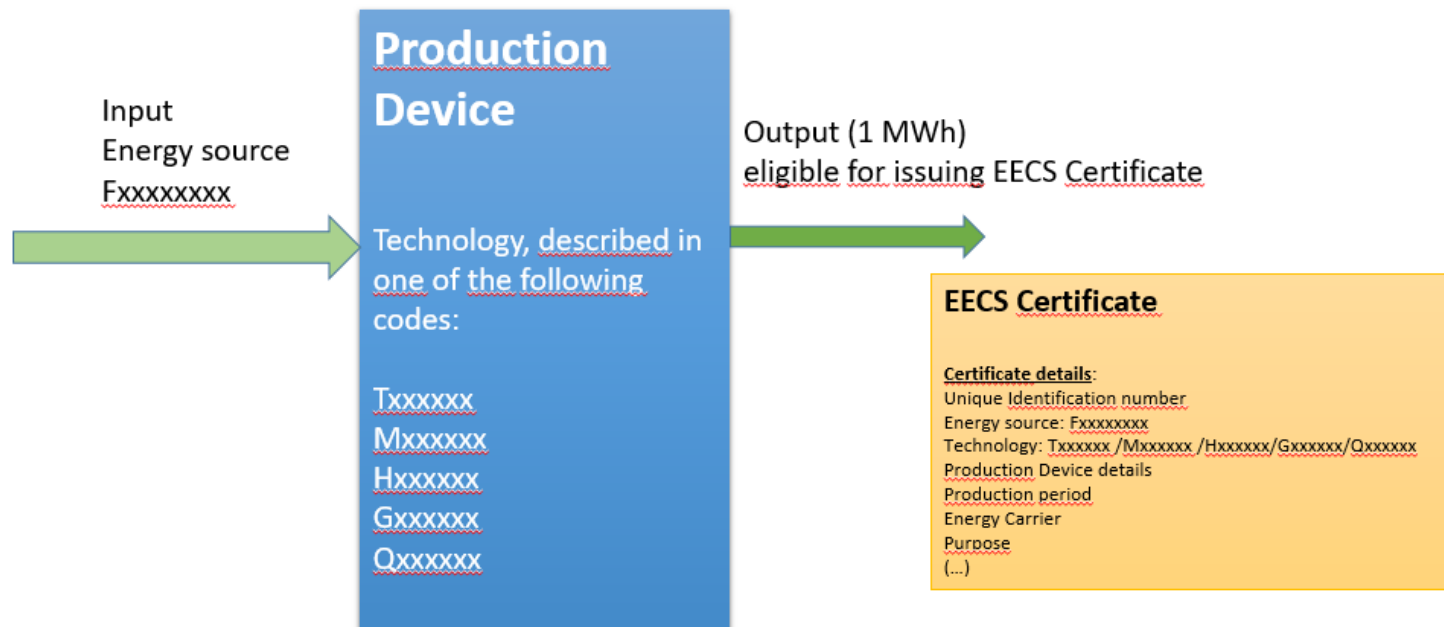 Input
Energy source
Fxxxxxxxx
Production
Device
Technology, described in
one of the following
codes:
Txxxxxx
Mxxxxxx
Hxxxxxx
Gxxxxxx
Qxxxxxx
Output (1 MWh)
eligible for issuing EECS Certificate
EECS Certificate
Certificate details:
Unique Identification number
Energy source: Fxxxxxxxx
Technology: Txxxxxx /Mxxxxxx /Hxxxxxx/Gxxxxxx/Qxxxxxx
Production Device details
Production period
Energy Carrier
Purpose
(...)